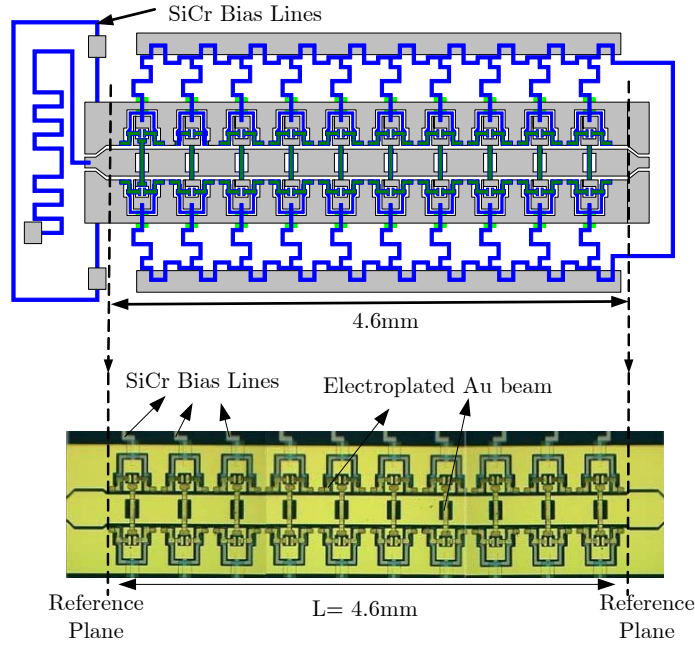 SiCr Bias Lines
4.6mm
SiCr Bias Lines
Electroplated Au beam
L= 4.6mm
Reference
Plane
Reference
Plane